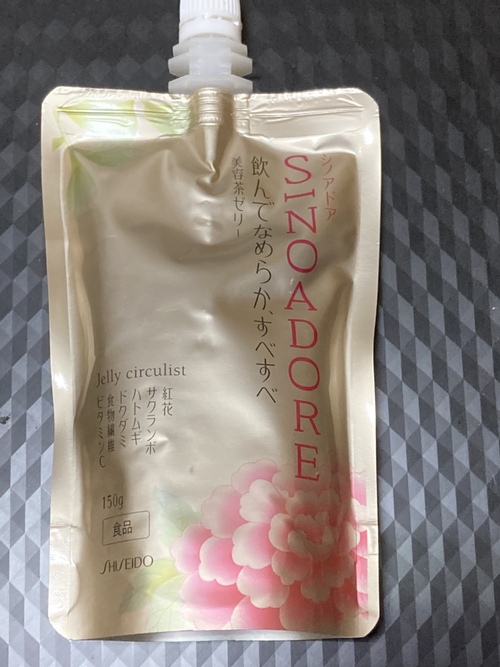 シノアドア
SINOADORE
飲んでなめらか、すべすべ
美容茶ゼリー
Jelly circulist
紅花
サクランボ
ハトムギ
ドクダミ
食物繊維
ビタミンC
150g
食品
SHISEIDO